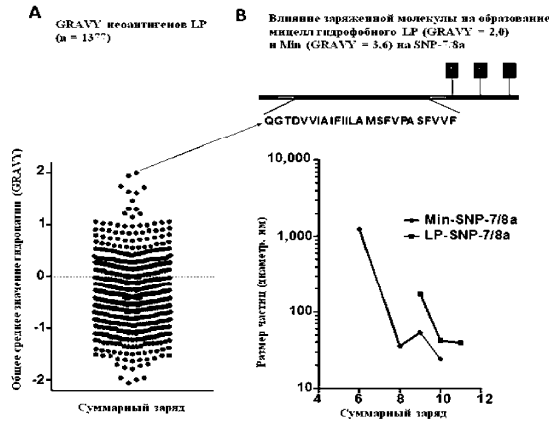 A
GRAVY неоантигенов LP
(n = 1377)
Общее среднее значение гидропатии (GRAVY)
2
1
0
-1
-2
Суммарный заряд
B
Влияние заряженной молекулы на образование
мицелл гидрофобного LP (GRAVY = 2,0)
и Min (GRAVY = 3.6) на SNP-7/8a
QGTDVVIAIFIILAMSFVPASFVVF
Размер частиц (диаметр, нм)
10,000
1,000
100
10
4
6
8
10
12
Суммарный заряд
Min-SNP-7/8a
LP-SNP-7/8a